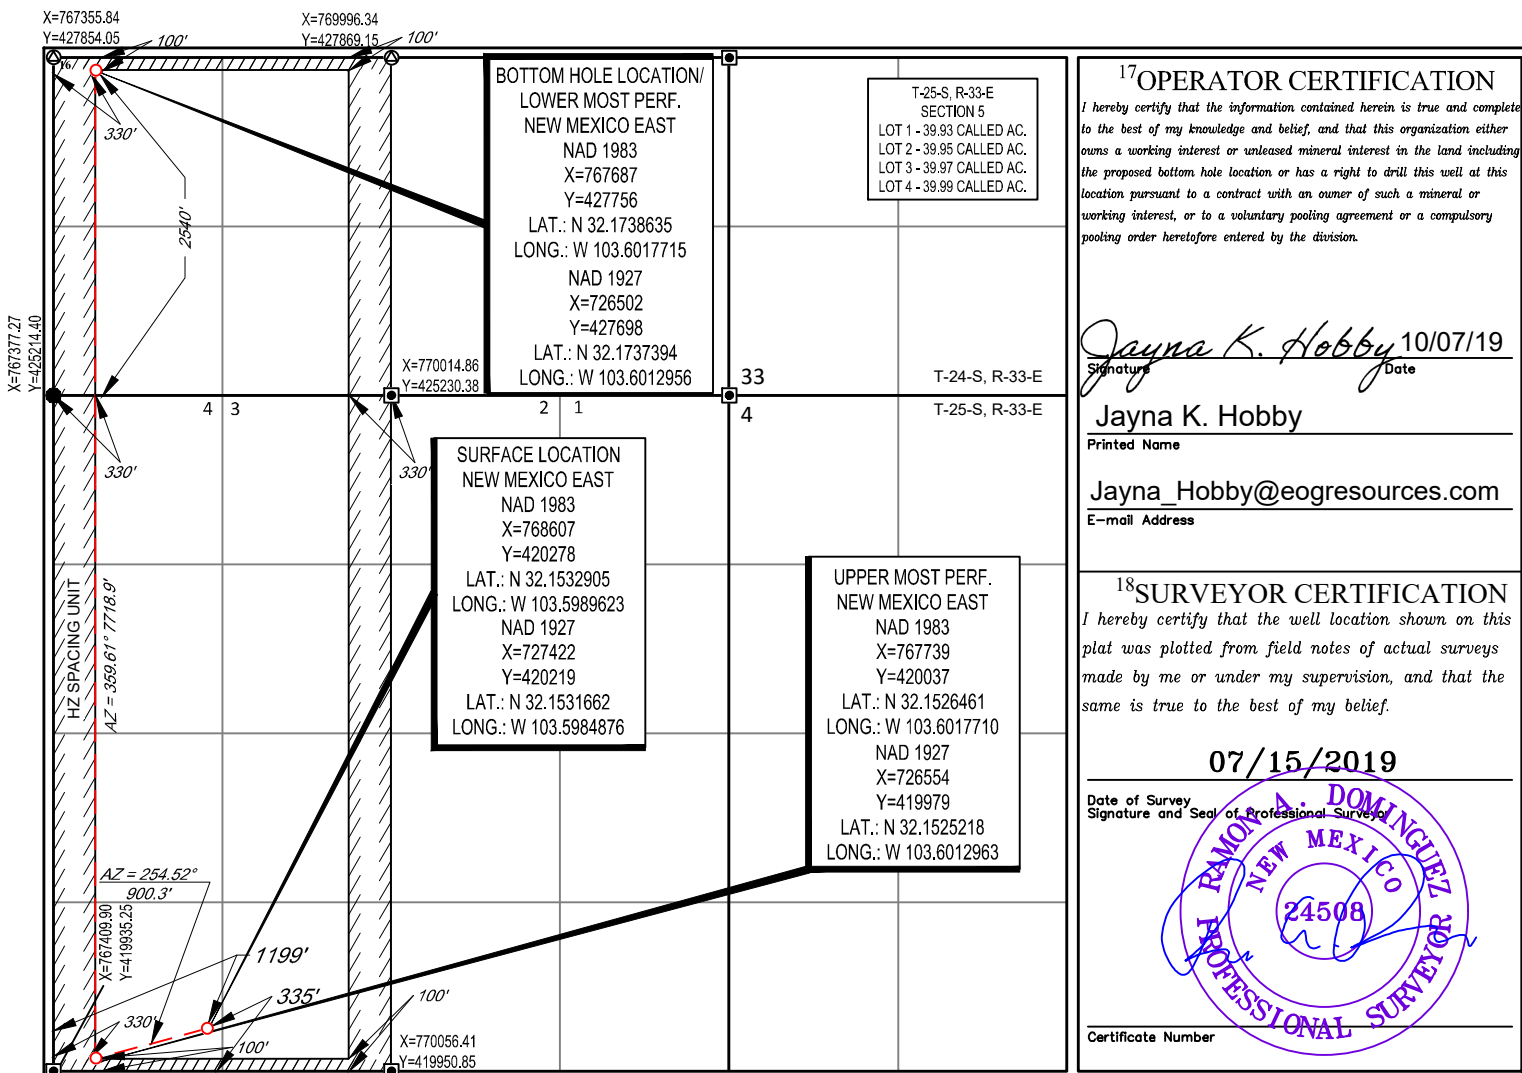 X=767355.84
Y=427854.05
100'
X=769996.34
Y=427869.15
100'
330'
2540'
X=767377.27
Y=425214.40
X=770014.86
Y=425230.38
4 3
2 1
33
4
T-24-S, R-33-E
T-25-S, R-33-E
330'
330'
BOTTOM HOLE LOCATION/
LOWER MOST PERF.
NEW MEXICO EAST
NAD 1983
X=767687
Y=427756
LAT.: N 32.1738635
LONG.: W 103.6017715
NAD 1927
X=726502
Y=427698
LAT.: N 32.1737394
LONG.: W 103.6012956
T-25-S, R-33-E
SECTION 5
LOT 1 - 39.93 CALLED AC.
LOT 2 - 39.95 CALLED AC.
LOT 3 - 39.97 CALLED AC.
LOT 4 - 39.99 CALLED AC.
SURFACE LOCATION
NEW MEXICO EAST
NAD 1983
X=768607
Y=420278
LAT.: N 32.1532905
LONG.: W 103.5989623
NAD 1927
X=727422
Y=420219
LAT.: N 32.1531662
LONG.: W 103.5984876
UPPER MOST PERF.
NEW MEXICO EAST
NAD 1983
X=767739
Y=420037
LAT.: N 32.1526461
LONG.: W 103.6017710
NAD 1927
X=726554
Y=419979
LAT.: N 32.1525218
LONG.: W 103.6012963
HZ SPACING UNIT
AZ = 359.61° 7718.9'
AZ = 254.52°
900.3'
X=767409.90
Y=419935.25
1199'
335'
330'
100'
100'
X=770056.41
Y=419950.85
17OPERATOR CERTIFICATION
I hereby certify that the information contained herein is true and complete
to the best of my knowledge and belief, and that this organization either
owns a working interest or unleased mineral interest in the land including
the proposed bottom hole location or has a right to drill this well at this
location pursuant to a contract with an owner of such a mineral or
working interest, or to a voluntary pooling agreement or a compulsory
pooling order heretofore entered by the division.
Jayna K. Hobby 10/07/19
Signature Date
Jayna K. Hobby
Printed Name
Jayna_Hobby@eogresources.com
E-mail Address
18SURVEYOR CERTIFICATION
I hereby certify that the well location shown on this
plat was plotted from field notes of actual surveys
made by me or under my supervision, and that the
same is true to the best of my belief.
07/15/2019
Date of Survey
Signature and Seal of Professional Surveyor
RAMON A. DOMINGUEZ
NEW MEXICO
24508
PROFESSIONAL SURVEYOR
Certificate Number